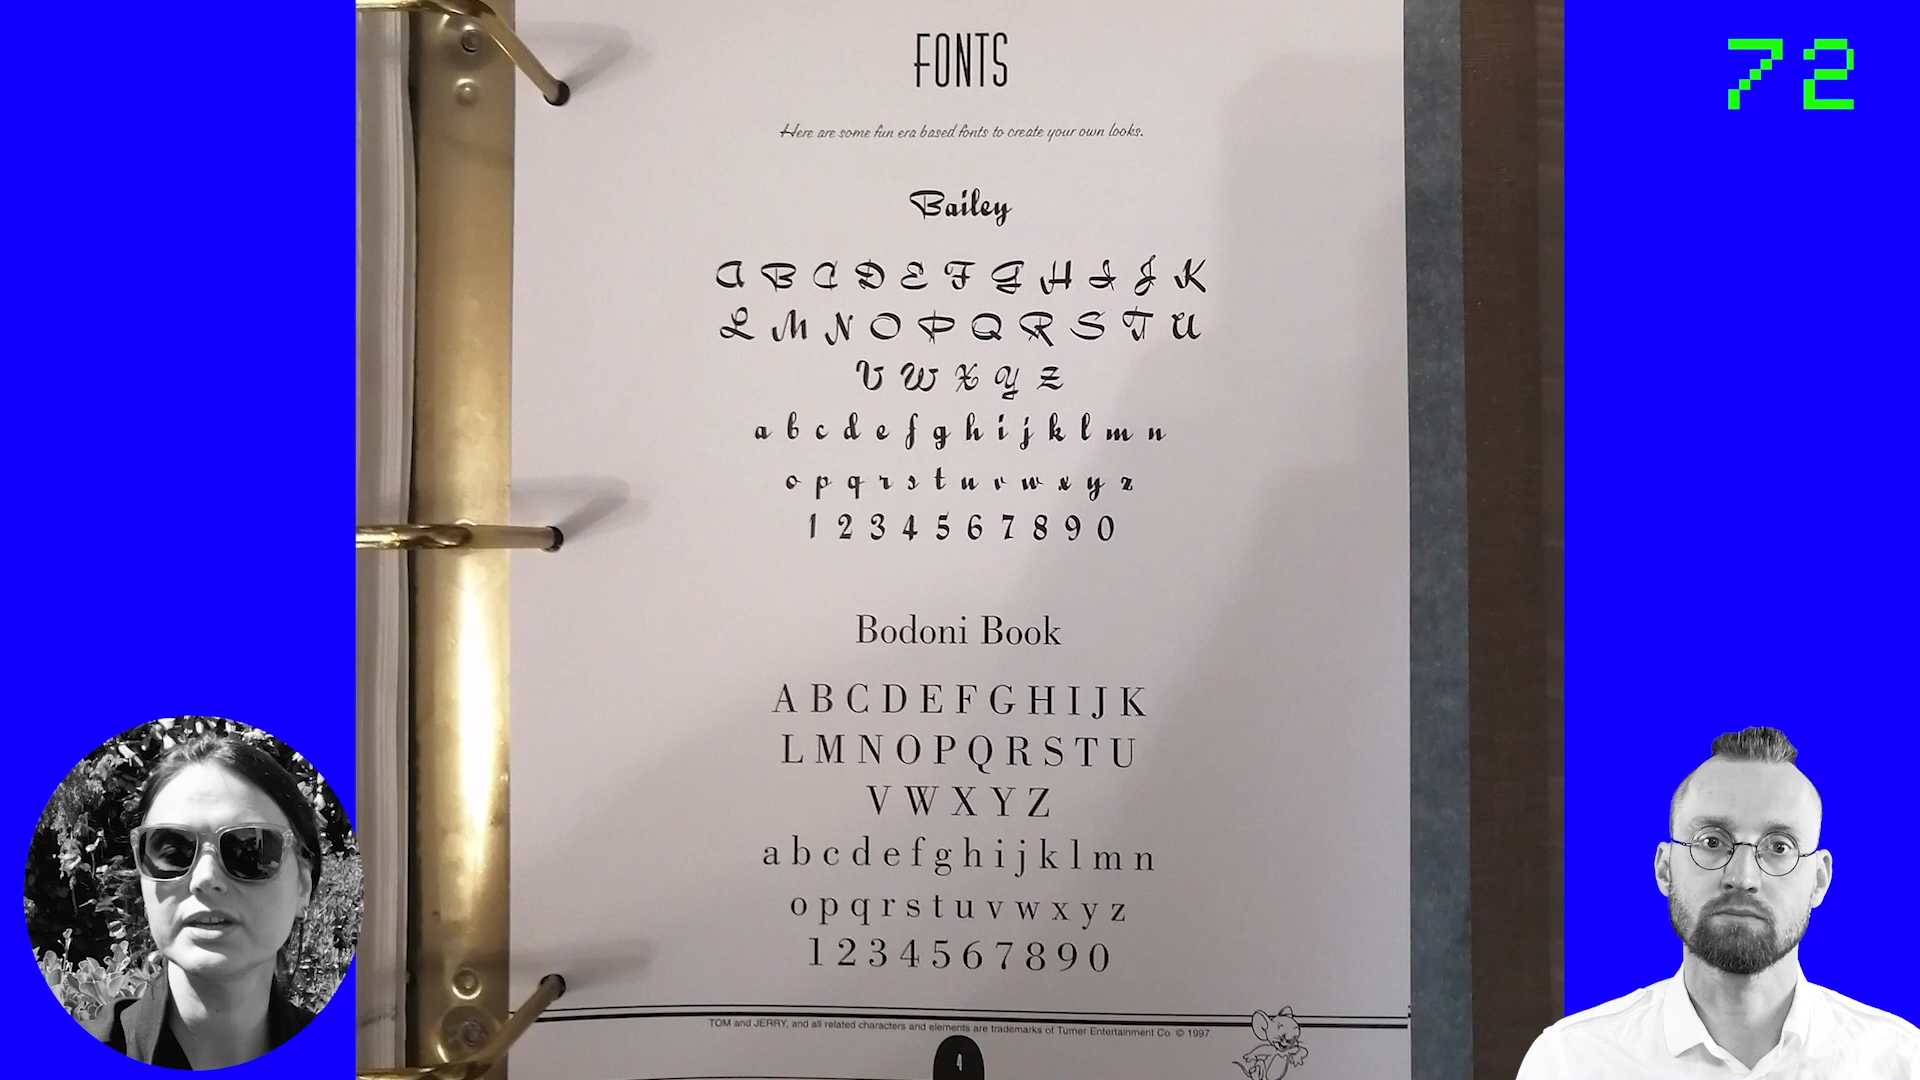 FONTS
72
Here are some fun era based fonts to create your own looks.
Bailey
A B C D E F G H I J K
L M N O P Q R S T U
V W X Y Z
a b c d e f g h i j k l m n
o p q r s t u v w x y z
1 2 3 4 5 6 7 8 9 0
Bodoni Book
A B C D E F G H I J K
L M N O P Q R S T U
V W X Y Z
a b c d e f g h i j k l m n
o p q r s t u v w x y z
1 2 3 4 5 6 7 8 9 0
TOM and JERRY, and all related characters and elements are trademarks of Turner Entertainment Co. © 1997.
4